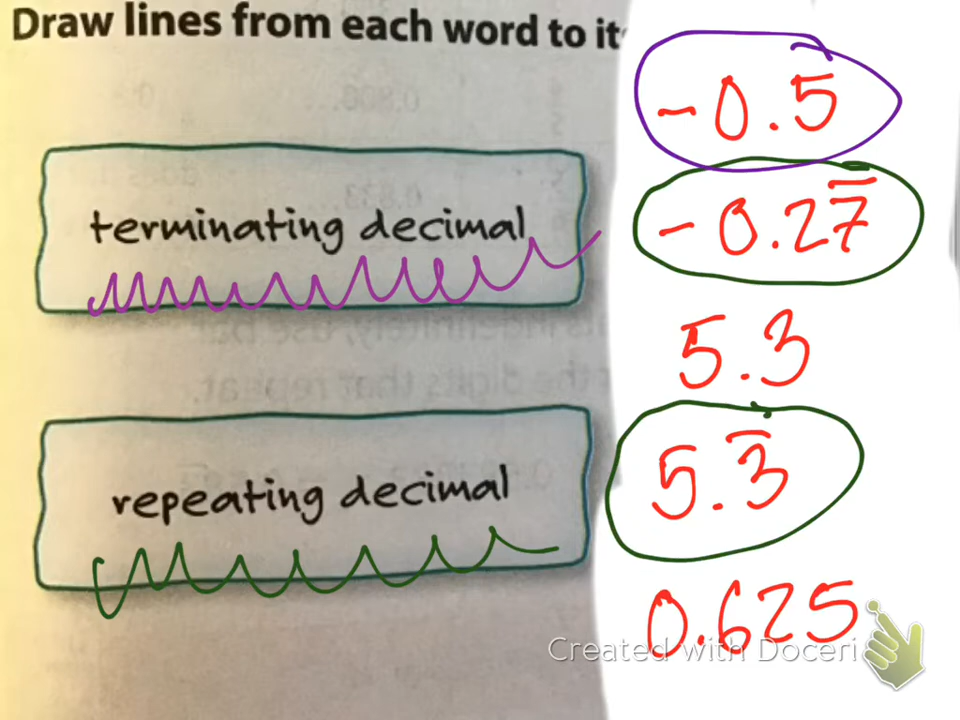 Draw lines from each word to it
terminating decimal
repeating decimal
-0.5
-0.27̅
5.3
5.3̅
0.625
Created with Doceri